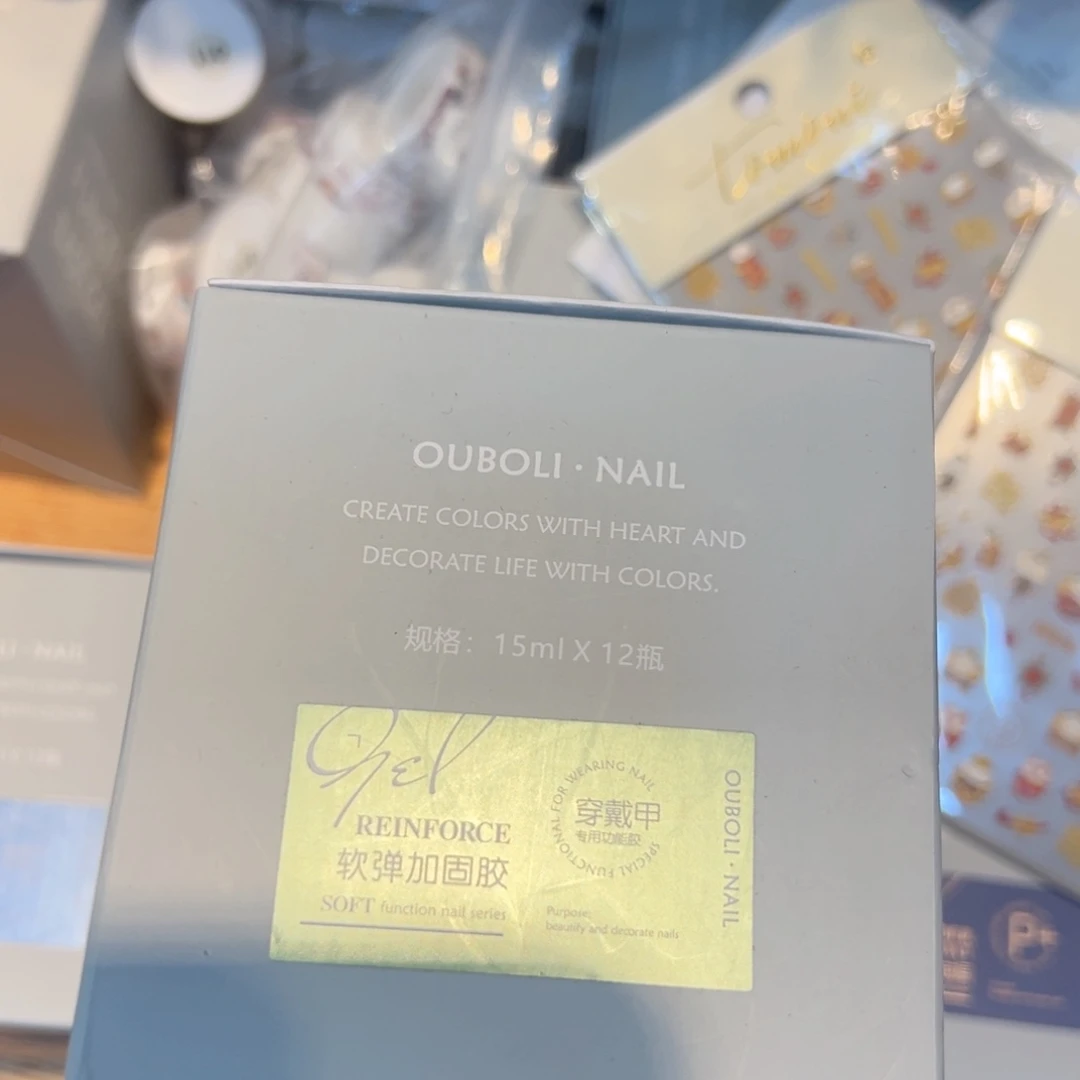 OUBOLI · NAIL
CREATE COLORS WITH HEART AND
DECORATE LIFE WITH COLORS.
规格：15ml X 12瓶
Gel
REINFORCE
软弹加固胶
SOFT function nail series
SPECIAL FUNCTIONAL FOR WEARING NAIL
穿戴甲
专用功能胶
Purpose:
beautify and decorate nails
OUBOLI · NAIL
NAIL
P+